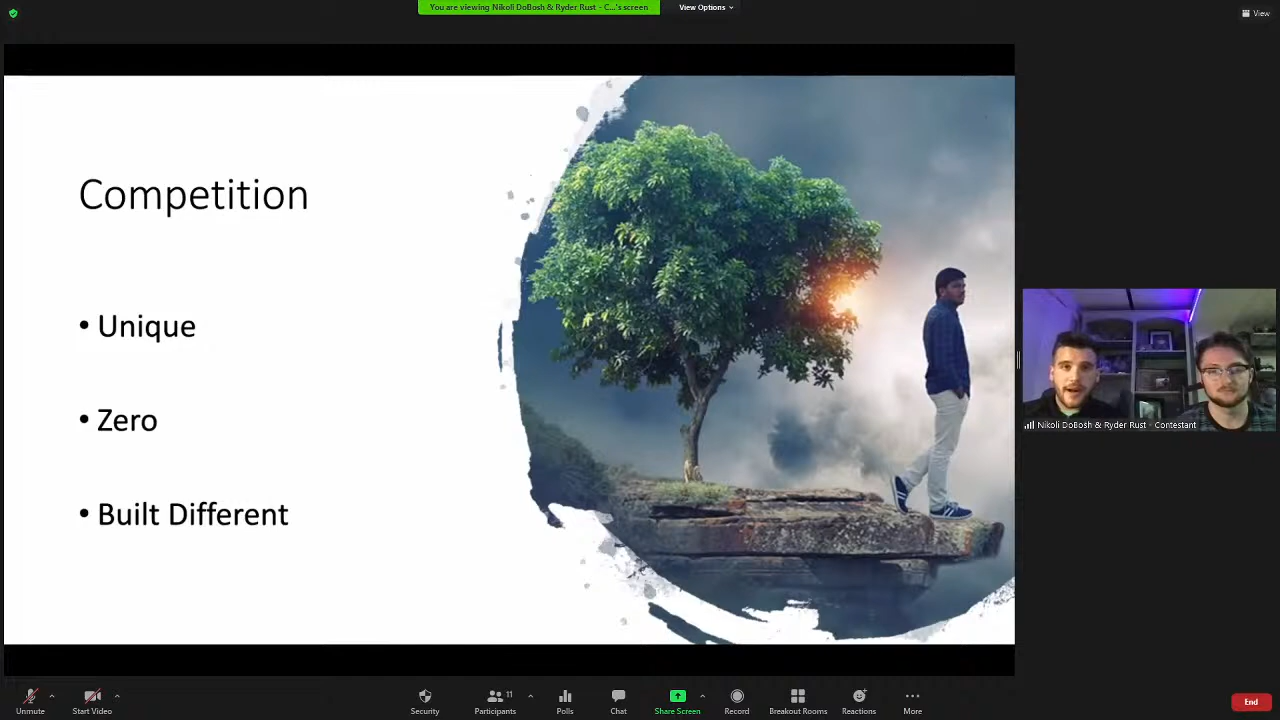 You are viewing Nikoli DoBosh & Ryder Rust - C...'s screen
View Options
View
Competition
• Unique
• Zero
• Built Different
Nikoli DoBosh & Ryder Rust - Contestant
Unmute
Start Video
Security
Participants
11
Polls
Chat
Share Screen
Record
Breakout Rooms
Reactions
More
End